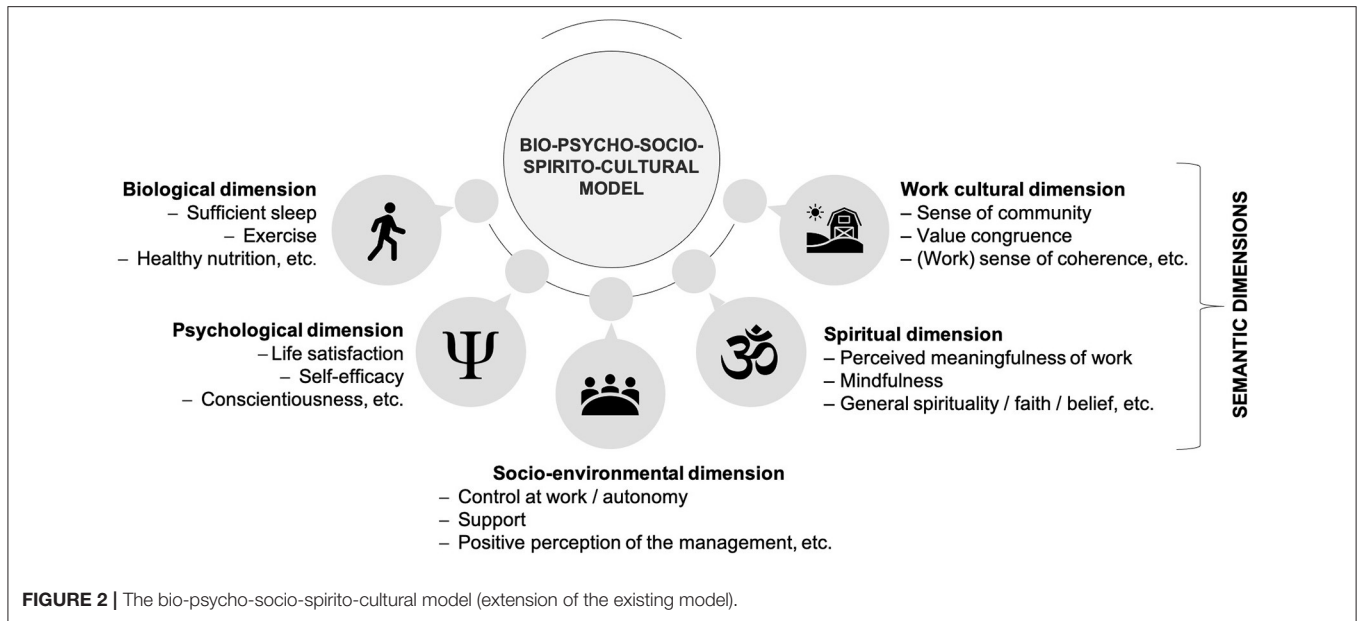 BIO-PSYCHO-SOCIO-
SPIRITO-CULTURAL
MODEL
Biological dimension
– Sufficient sleep
– Exercise
– Healthy nutrition, etc.
Psychological dimension
– Life satisfaction
– Self-efficacy
– Conscientiousness, etc.
Ψ
Socio-environmental dimension
– Control at work / autonomy
– Support
– Positive perception of the management, etc.
ॐ
Spiritual dimension
– Perceived meaningfulness of work
– Mindfulness
– General spirituality / faith / belief, etc.
Work cultural dimension
– Sense of community
– Value congruence
– (Work) sense of coherence, etc.
SEMANTIC DIMENSIONS
FIGURE 2 | The bio-psycho-socio-spirito-cultural model (extension of the existing model).